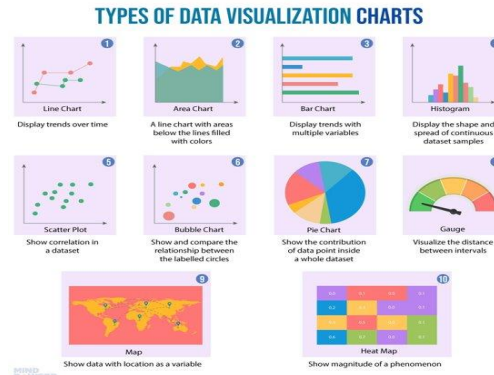 TYPES OF DATA VISUALIZATION CHARTS
1
Line Chart
Display trends over time
2
Area Chart
A line chart with areas
below the lines filled
with colors
3
Bar Chart
Display trends with
multiple variables
Histogram
Display the shape and
spread of continuous
dataset samples
5
Scatter Plot
Show correlation in
a dataset
6
Bubble Chart
Show and compare the
relationship between
the labelled circles
7
Pie Chart
Show the contribution
of data point inside
a whole dataset
Gauge
Visualize the distance
between intervals
9
Map
Show data with location as a variable
10
Heat Map
Show magnitude of a phenomenon
MIND